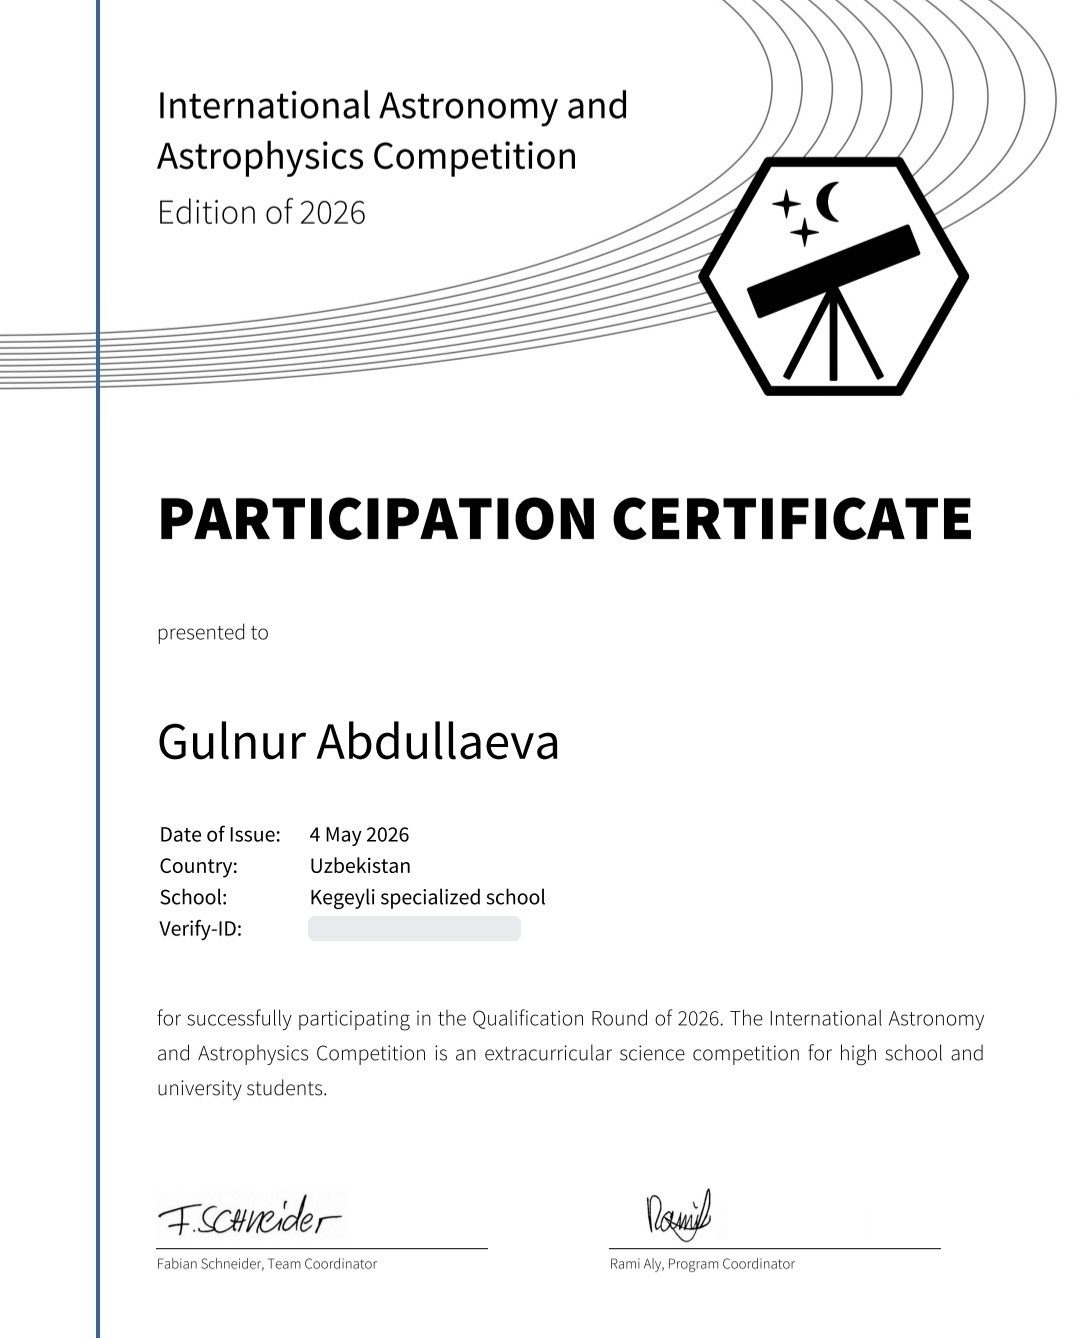 International Astronomy and
Astrophysics Competition
Edition of 2026
PARTICIPATION CERTIFICATE
presented to
Gulnur Abdullaeva
Date of Issue: 4 May 2026
Country: Uzbekistan
School: Kegeyli specialized school
Verify-ID:
for successfully participating in the Qualification Round of 2026. The International Astronomy
and Astrophysics Competition is an extracurricular science competition for high school and
university students.
F. Schneider Rami
Fabian Schneider, Team Coordinator Rami Aly, Program Coordinator